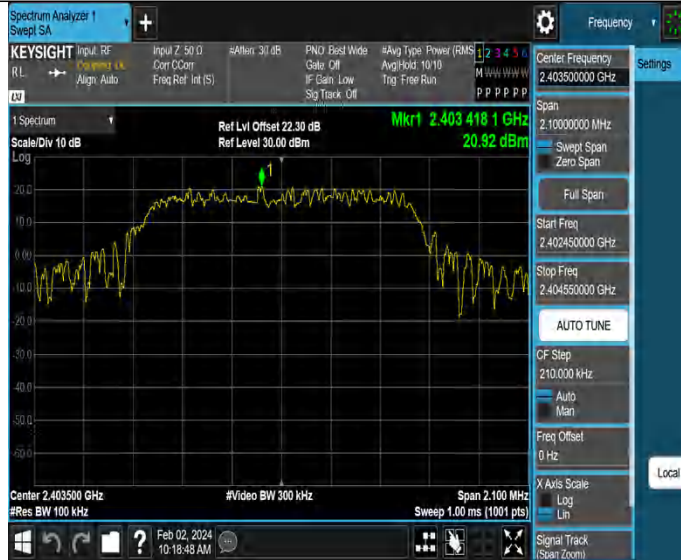 Spectrum Analyzer 1
Swept SA
+
Frequency
KEYSIGHT
RL
LXI
Input: RF
Coupling: DC
Align: Auto
Input Z: 50 Ω
Corr CCorr
Freq Ref: Int (S)
#Atten: 30 dB
PNO: Best Wide
Gate: Off
IF Gain: Low
Sig Track: Off
#Avg Type: Power (RMS
Avg|Hold: 10/10
Trig: Free Run
1 2 3 4 5 6
M W W W W W
P P P P P P
1 Spectrum
Scale/Div 10 dB
Log
Ref Lvl Offset 22.30 dB
Ref Level 30.00 dBm
Mkr1 2.403 418 1 GHz
20.92 dBm
1
20.0
10.0
0.00
-10.0
-20.0
-30.0
-40.0
-50.0
-60.0
Center 2.403500 GHz
#Res BW 100 kHz
#Video BW 300 kHz
Span 2.100 MHz
Sweep 1.00 ms (1001 pts)
Feb 02, 2024
10:18:48 AM
?
Center Frequency
2.403500000 GHz
Settings
Span
2.10000000 MHz
Swept Span
Zero Span
Full Span
Start Freq
2.402450000 GHz
Stop Freq
2.404550000 GHz
AUTO TUNE
CF Step
210.000 kHz
Auto
Man
Freq Offset
0 Hz
X Axis Scale
Log
Lin
Local
Signal Track
(Span Zoom)